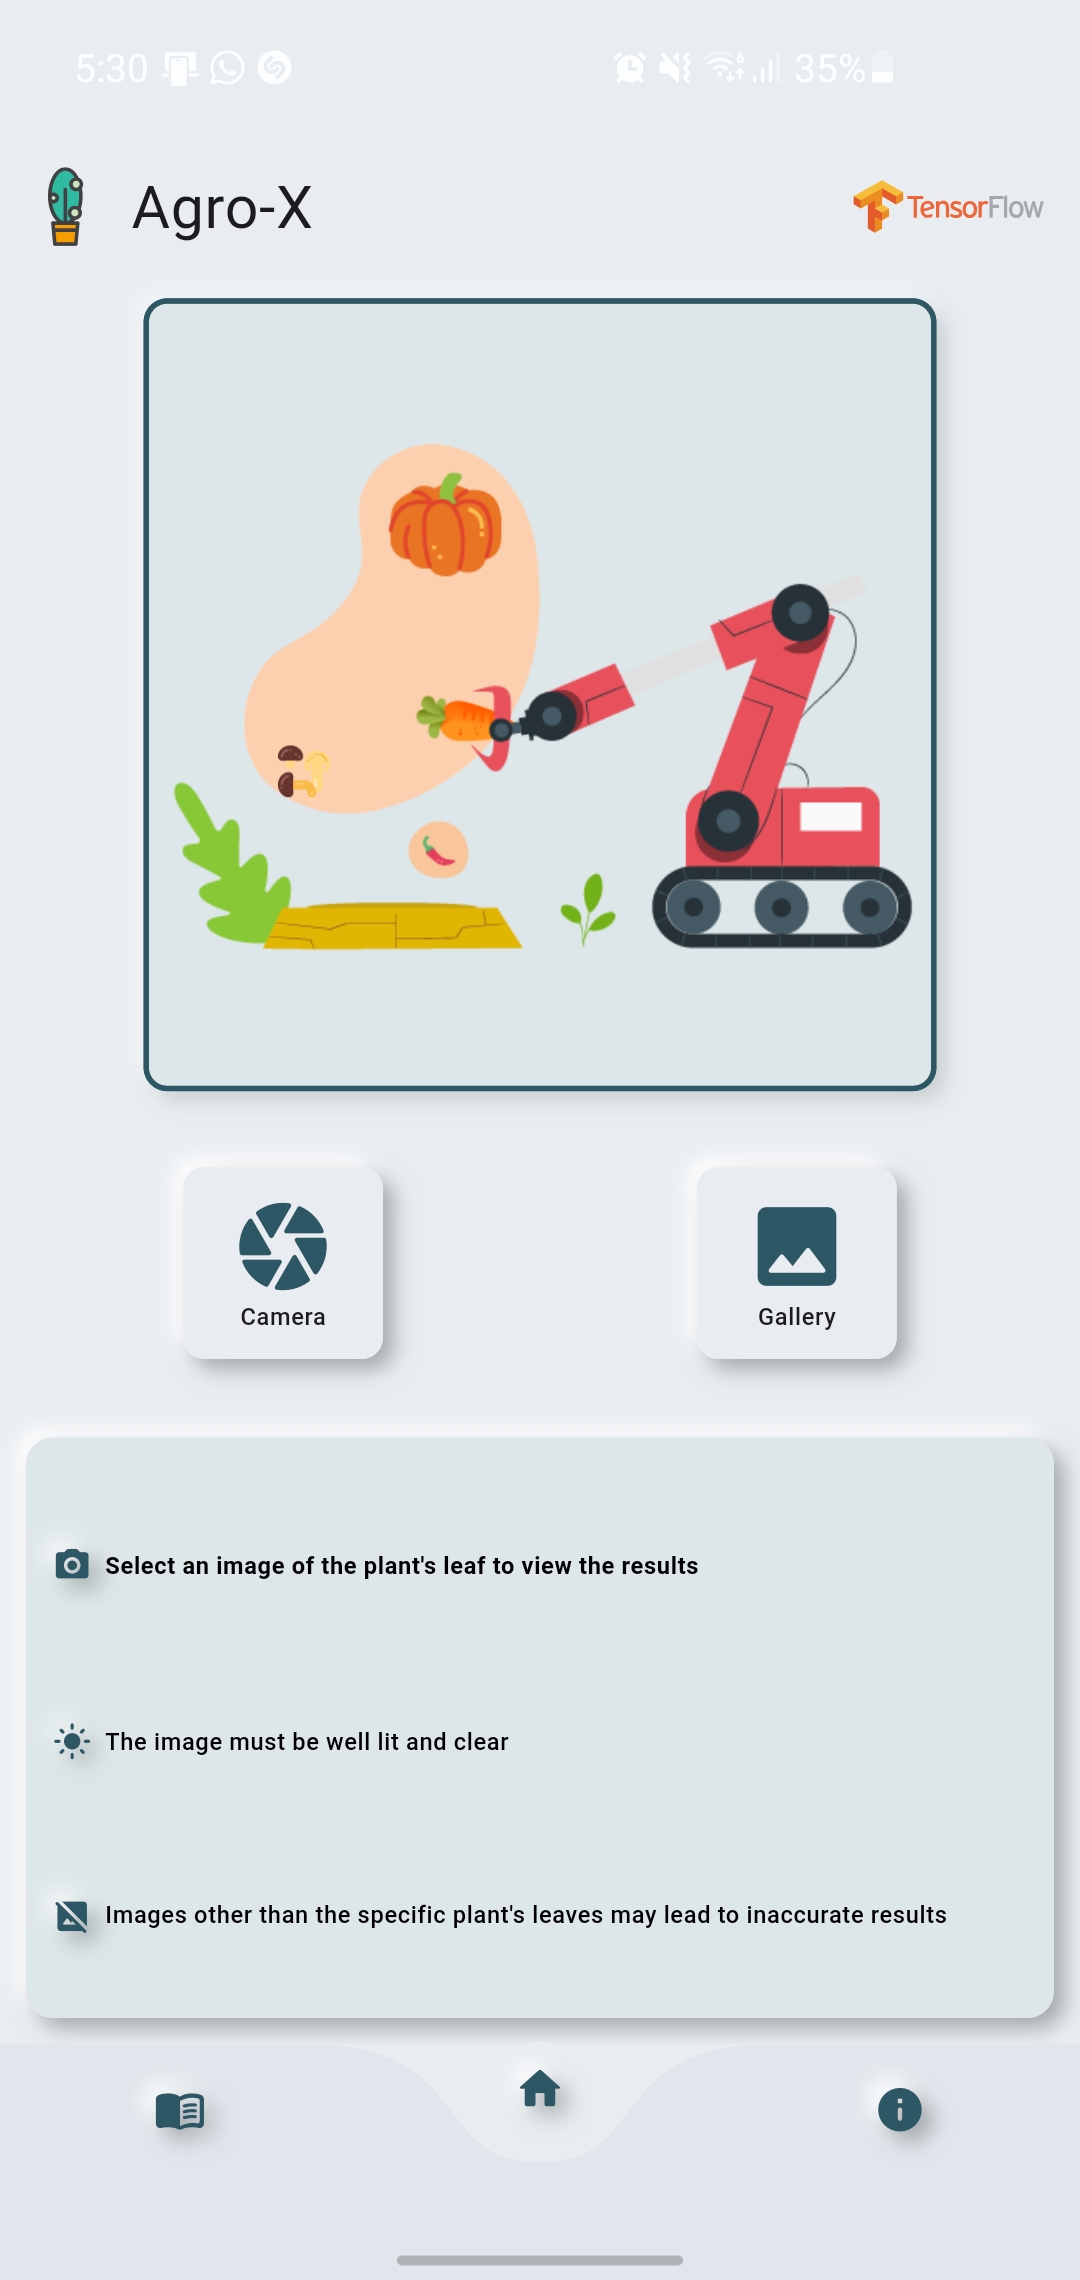 5:30
35%
Agro-X
TensorFlow
Camera
Gallery
Select an image of the plant's leaf to view the results
The image must be well lit and clear
Images other than the specific plant's leaves may lead to inaccurate results